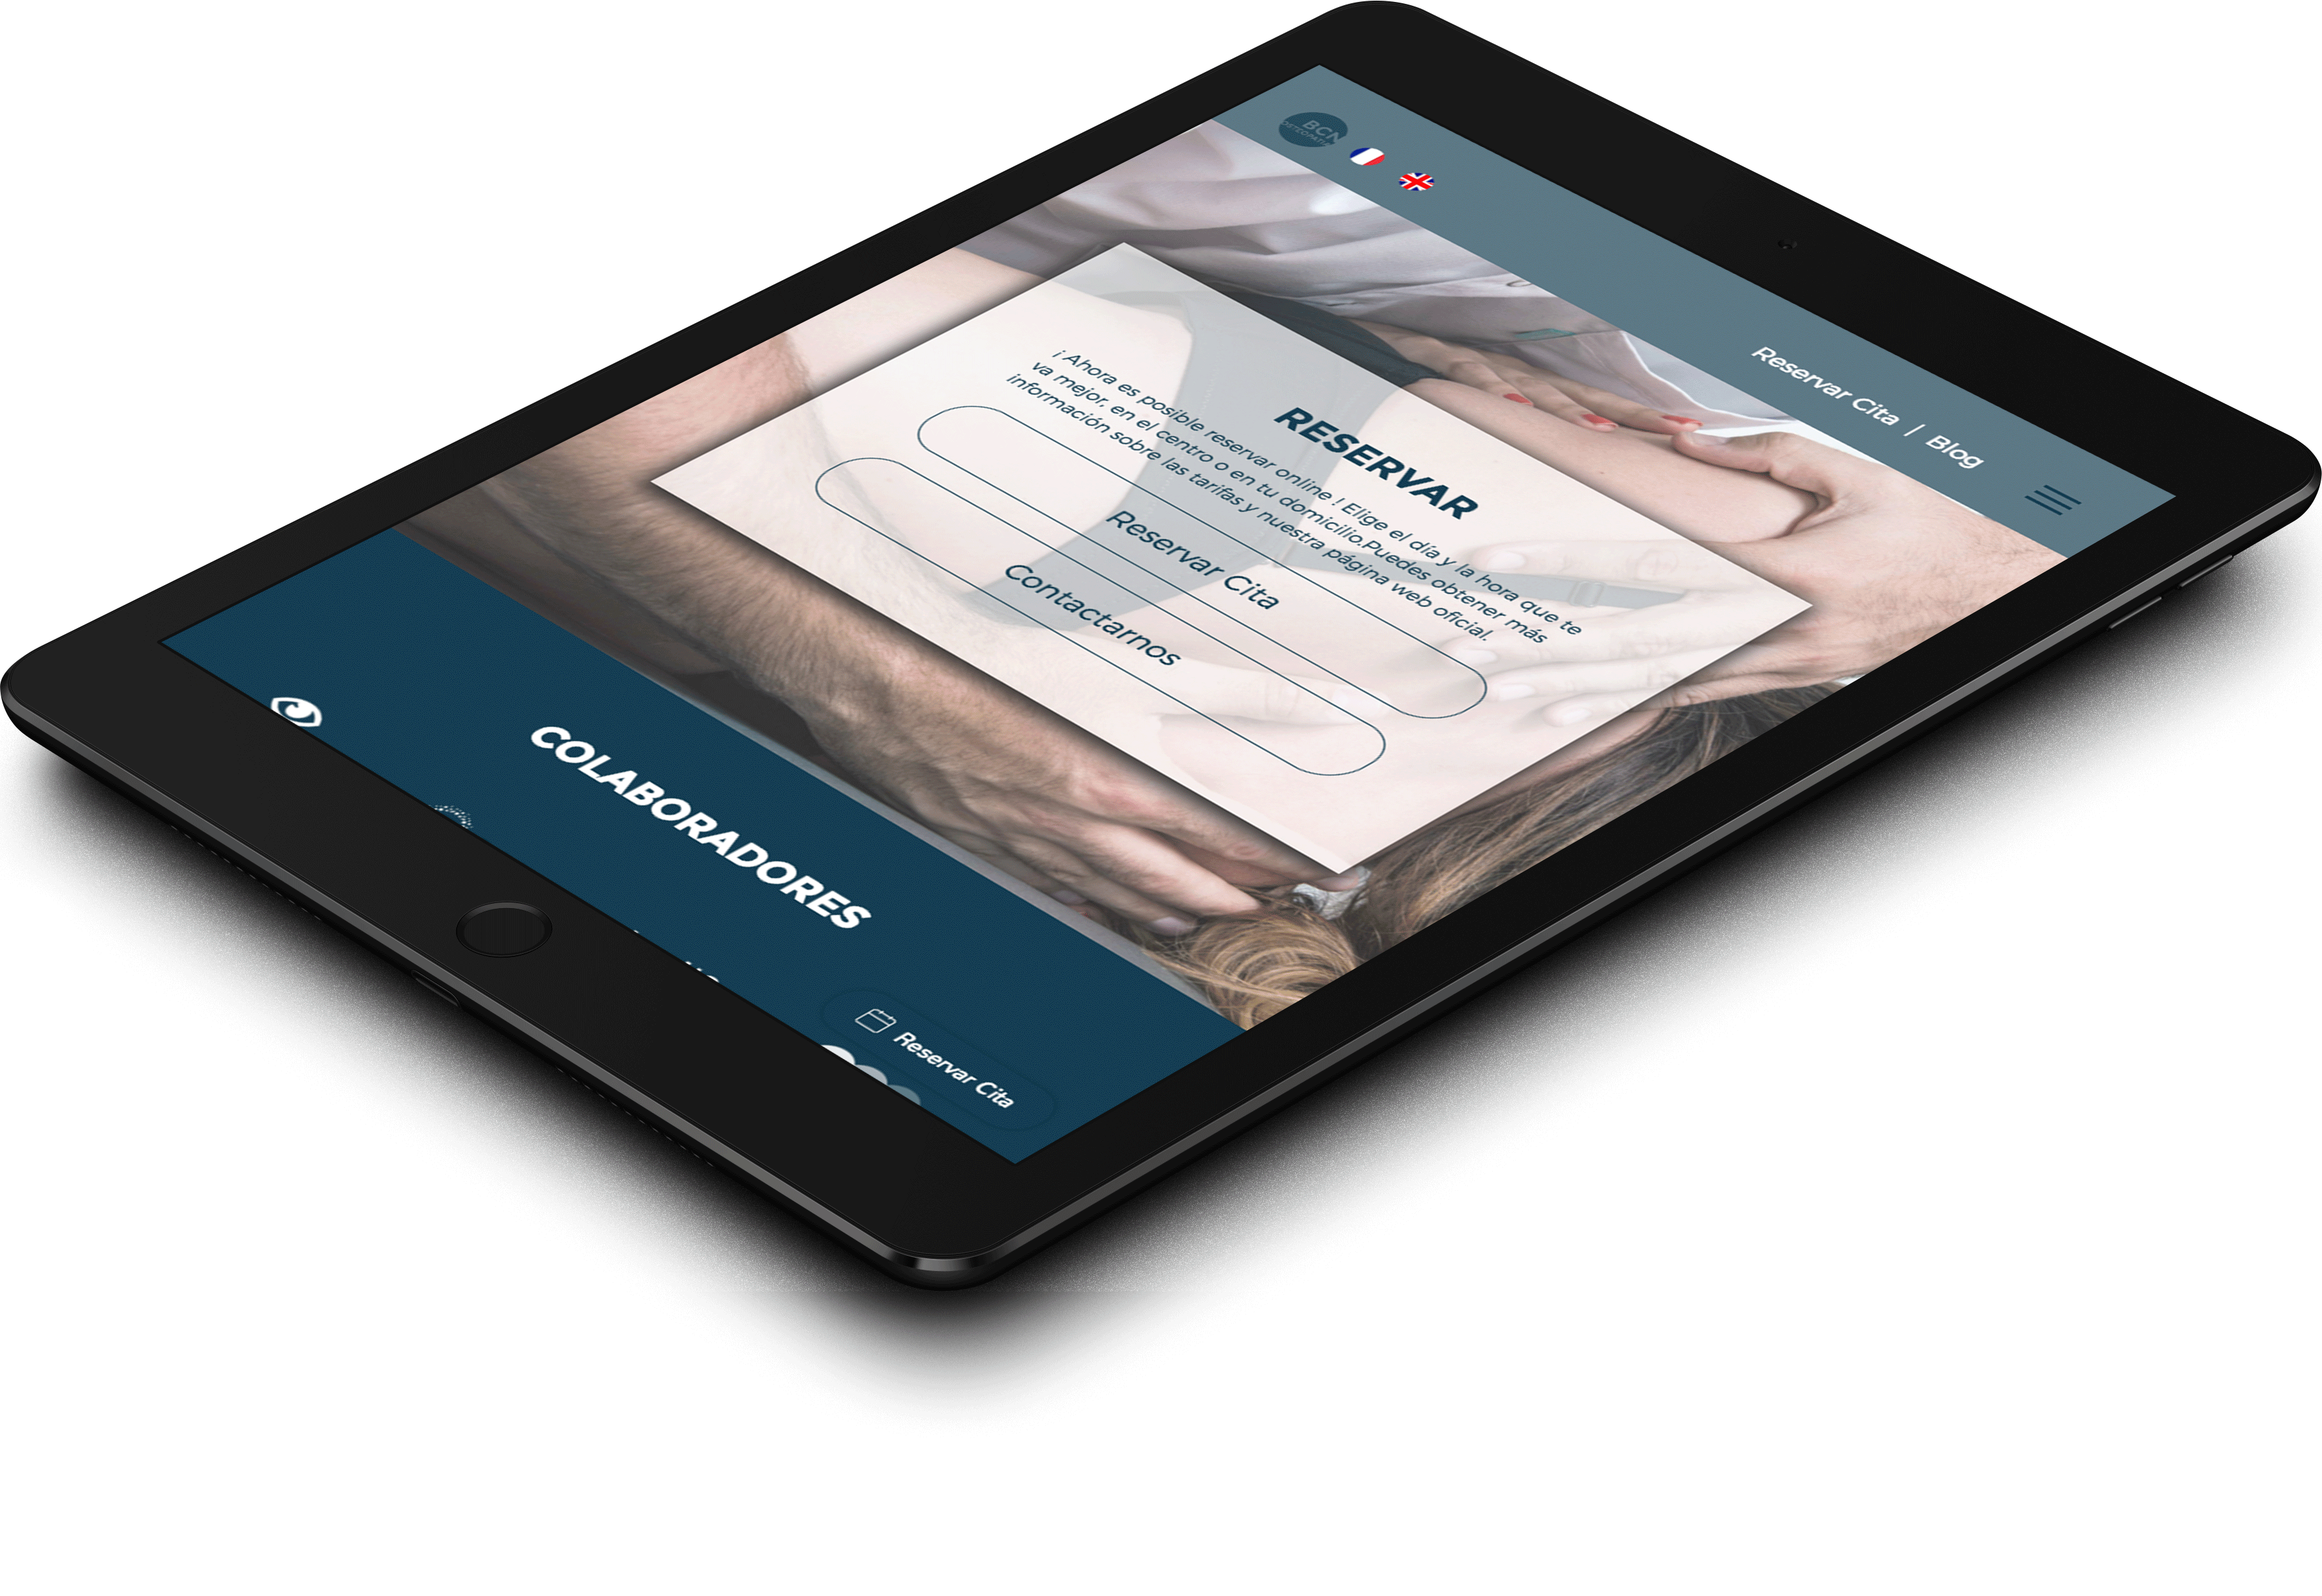 BCN
OSTEOPATIA
Reservar Cita | Blog
RESERVAR
¡ Ahora es posible reservar online ! Elige el día y la hora que te
va mejor, en el centro o en tu domicilio.Puedes obtener más
información sobre las tarifas y nuestra página web oficial.
Reservar Cita
Contactarnos
COLABORADORES
Reservar Cita